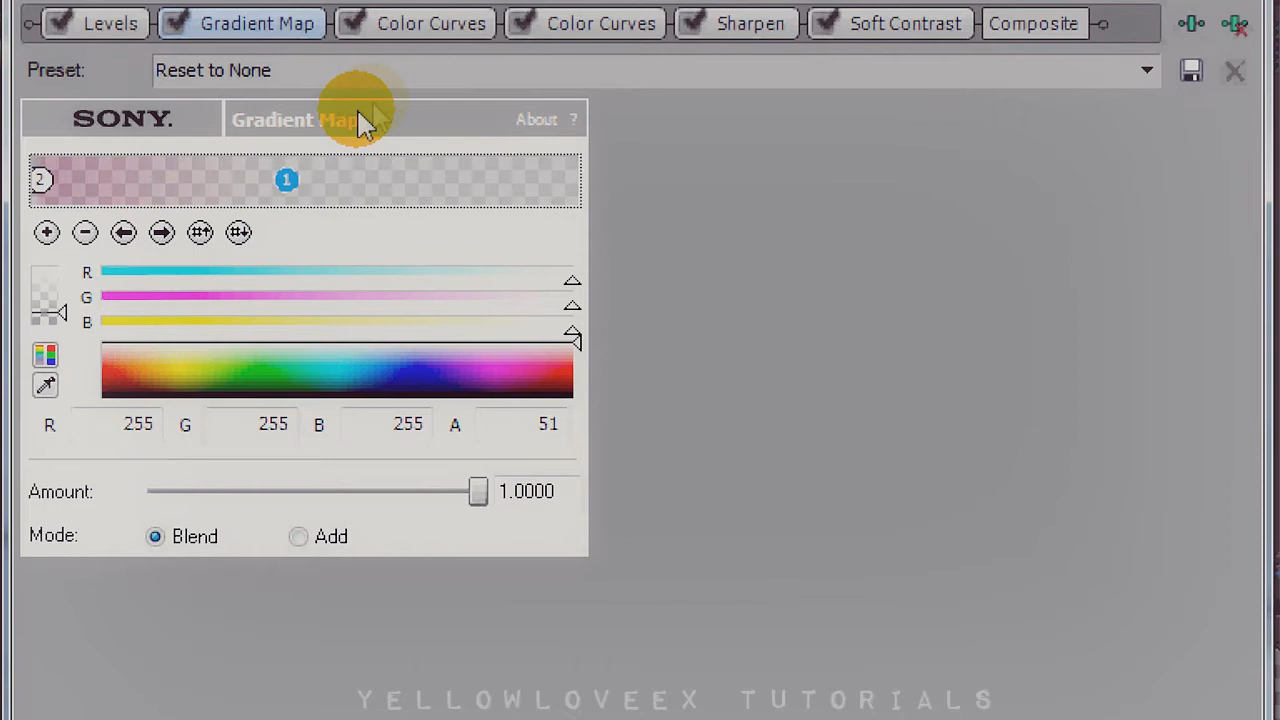 Levels Gradient Map Color Curves Color Curves Sharpen Soft Contrast Composite
Preset: Reset to None
SONY. Gradient Map About ?
2 1
R
G
B
R 255 G 255 B 255 A 51
Amount: 1.0000
Mode: Blend Add
YELLOWLOVEEX TUTORIALS